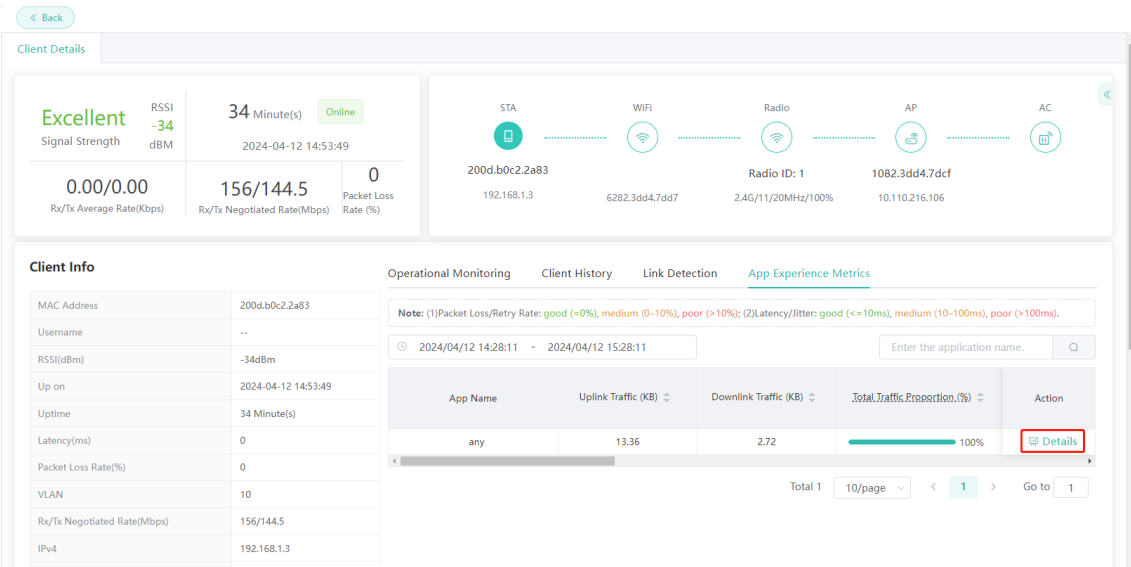 « Back
Client Details
Excellent
Signal Strength
RSSI
-34
dBM
34 Minute(s)
Online
2024-04-12 14:53:49
0.00/0.00
Rx/Tx Average Rate(Kbps)
156/144.5
Rx/Tx Negotiated Rate(Mbps)
0
Packet Loss
Rate (%)
STA
WiFi
Radio
AP
AC
200d.b0c2.2a83
Radio ID: 1
1082.3dd4.7dcf
192.168.1.3
6282.3dd4.7dd7
2.4G/11/20MHz/100%
10.110.216.106
«
Client Info
MAC Address 200d.b0c2.2a83
Username --
RSSI(dBm) -34dBm
Up on 2024-04-12 14:53:49
Uptime 34 Minute(s)
Latency(ms) 0
Packet Loss Rate(%) 0
VLAN 10
Rx/Tx Negotiated Rate(Mbps) 156/144.5
IPv4 192.168.1.3
Operational Monitoring Client History Link Detection App Experience Metrics
Note: (1)Packet Loss/Retry Rate: good (=0%), medium (0–10%), poor (>10%); (2)Latency/Jitter: good (<=10ms), medium (10–100ms), poor (>100ms).
2024/04/12 14:28:11 - 2024/04/12 15:28:11
Enter the application name.
App Name Uplink Traffic (KB) Downlink Traffic (KB) Total Traffic Proportion (%) Action
any 13.36 2.72 100% Details
Total 1 10/page < 1 > Go to 1